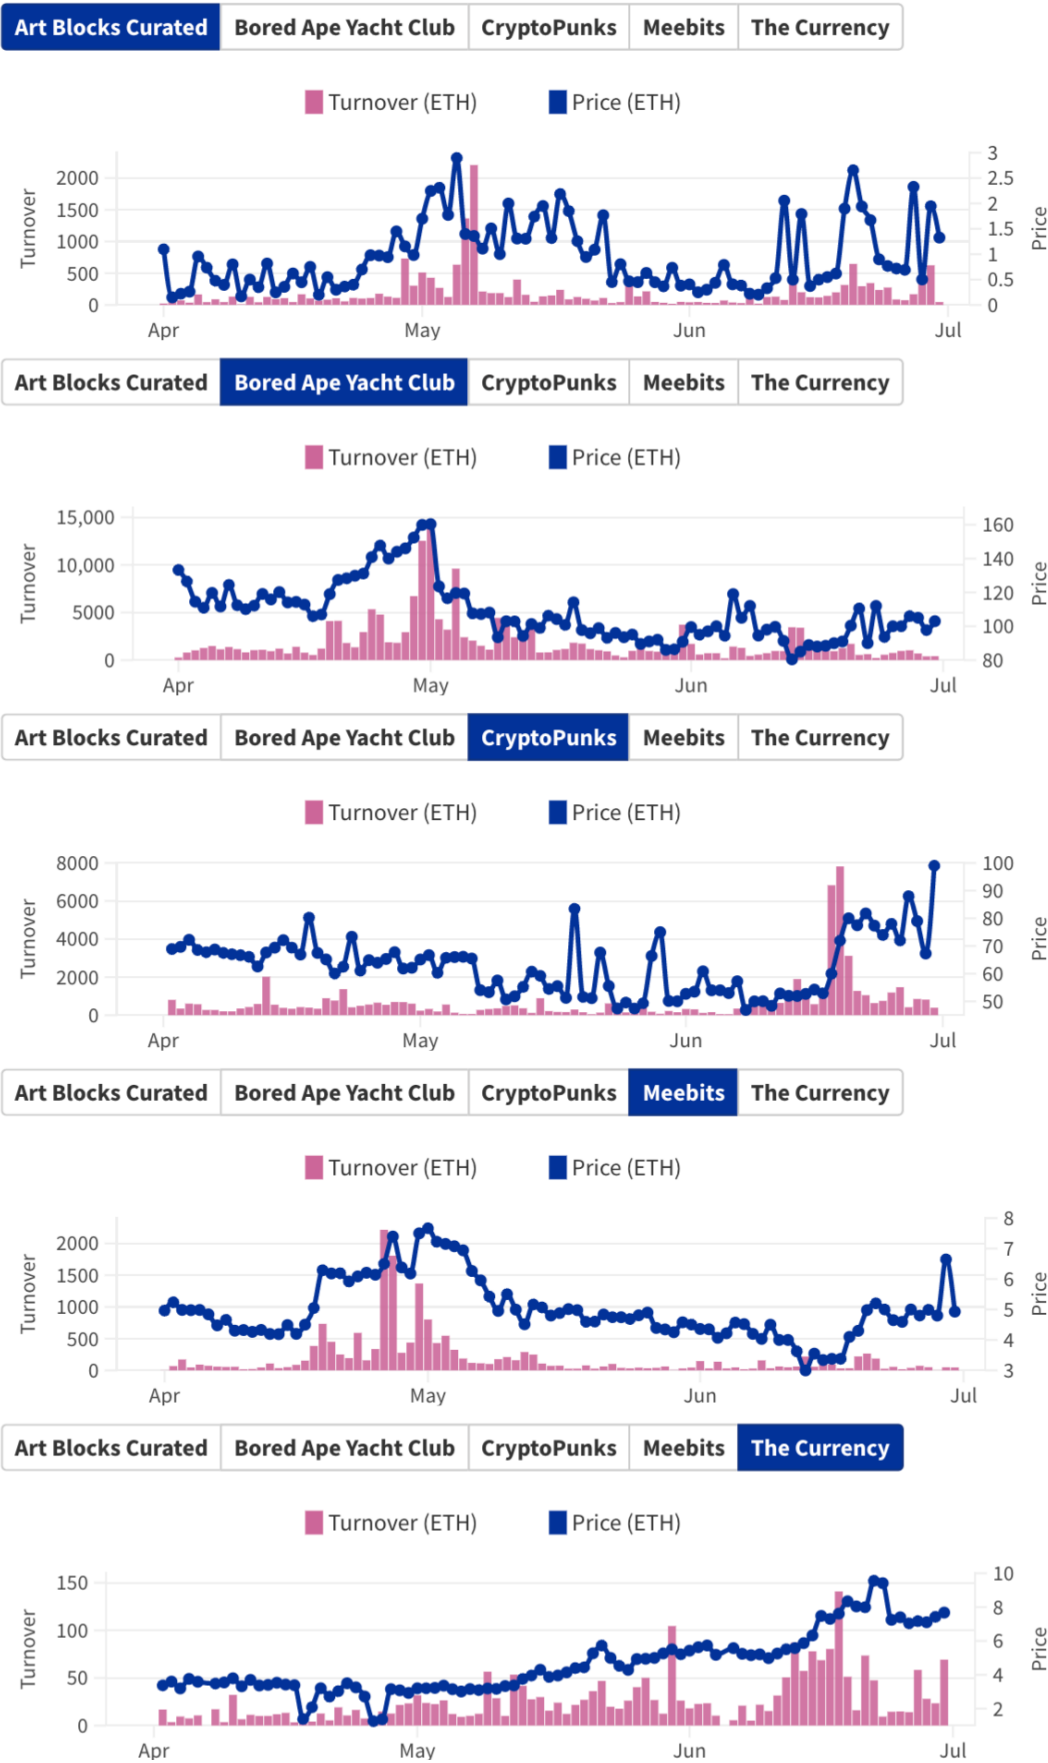 Art Blocks Curated Bored Ape Yacht Club CryptoPunks Meebits The Currency
Turnover (ETH) Price (ETH)
Turnover
2000
1500
1000
500
0
3
2.5
2
1.5
1
0.5
0
Price
Apr May Jun Jul
Art Blocks Curated Bored Ape Yacht Club CryptoPunks Meebits The Currency
Turnover (ETH) Price (ETH)
Turnover
15,000
10,000
5000
0
160
140
120
100
80
Price
Apr May Jun Jul
Art Blocks Curated Bored Ape Yacht Club CryptoPunks Meebits The Currency
Turnover (ETH) Price (ETH)
Turnover
8000
6000
4000
2000
0
100
90
80
70
60
50
Price
Apr May Jun Jul
Art Blocks Curated Bored Ape Yacht Club CryptoPunks Meebits The Currency
Turnover (ETH) Price (ETH)
Turnover
2000
1500
1000
500
0
8
7
6
5
4
3
Price
Apr May Jun Jul
Art Blocks Curated Bored Ape Yacht Club CryptoPunks Meebits The Currency
Turnover (ETH) Price (ETH)
Turnover
150
100
50
0
10
8
6
4
2
Price
Apr May Jun Jul